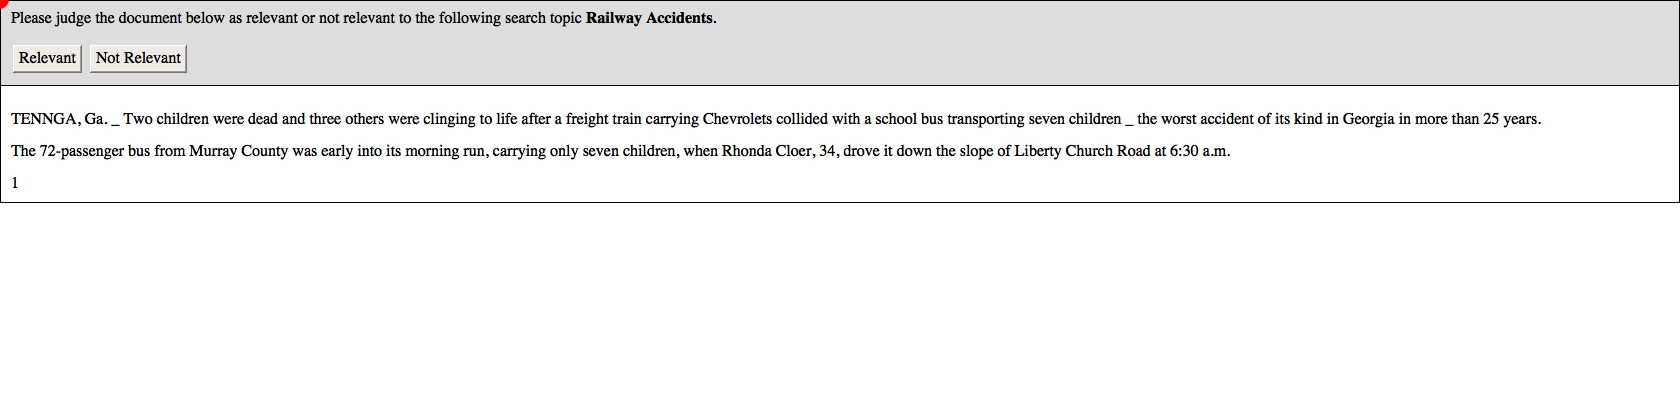 Please judge the document below as relevant or not relevant to the following search topic Railway Accidents.
Relevant Not Relevant
TENNGA, Ga. _ Two children were dead and three others were clinging to life after a freight train carrying Chevrolets collided with a school bus transporting seven children _ the worst accident of its kind in Georgia in more than 25 years.
The 72-passenger bus from Murray County was early into its morning run, carrying only seven children, when Rhonda Cloer, 34, drove it down the slope of Liberty Church Road at 6:30 a.m.
1